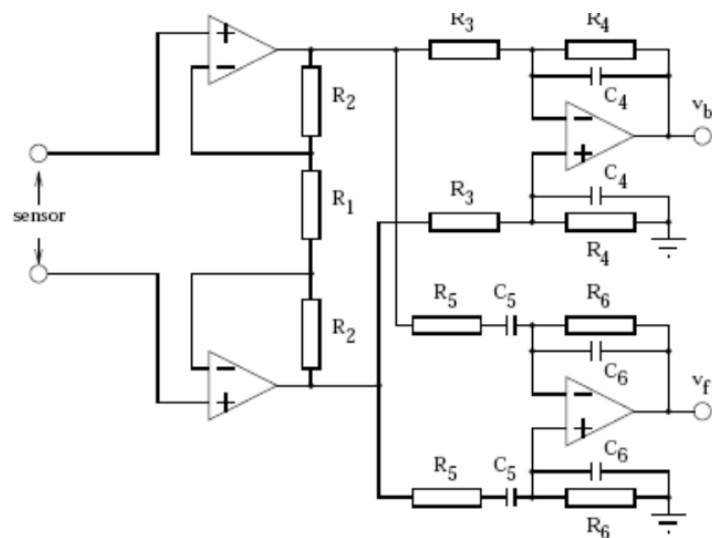 R3
R4
+
−
R2
C4
vb
−
+
C4
R1
R3
R4
sensor
R5
C5
R6
R2
−
+
C6
vf
−
+
C6
R5
C5
R6